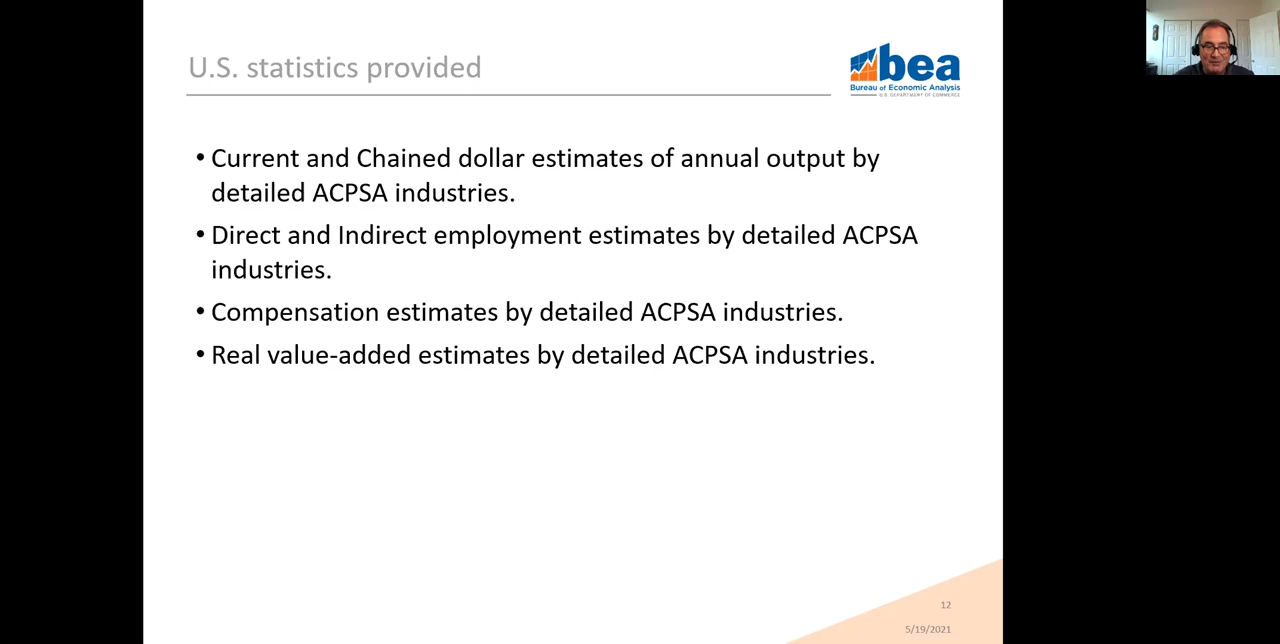 U.S. statistics provided
bea
Bureau of Economic Analysis
U.S. DEPARTMENT OF COMMERCE
• Current and Chained dollar estimates of annual output by
detailed ACPSA industries.
• Direct and Indirect employment estimates by detailed ACPSA
industries.
• Compensation estimates by detailed ACPSA industries.
• Real value-added estimates by detailed ACPSA industries.
12
5/19/2021